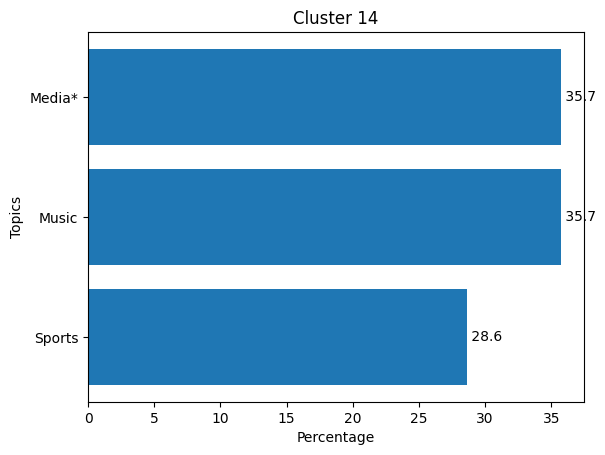 Cluster 14
Topics
Media*
35.7
Music
35.7
Sports
28.6
0 5 10 15 20 25 30 35
Percentage